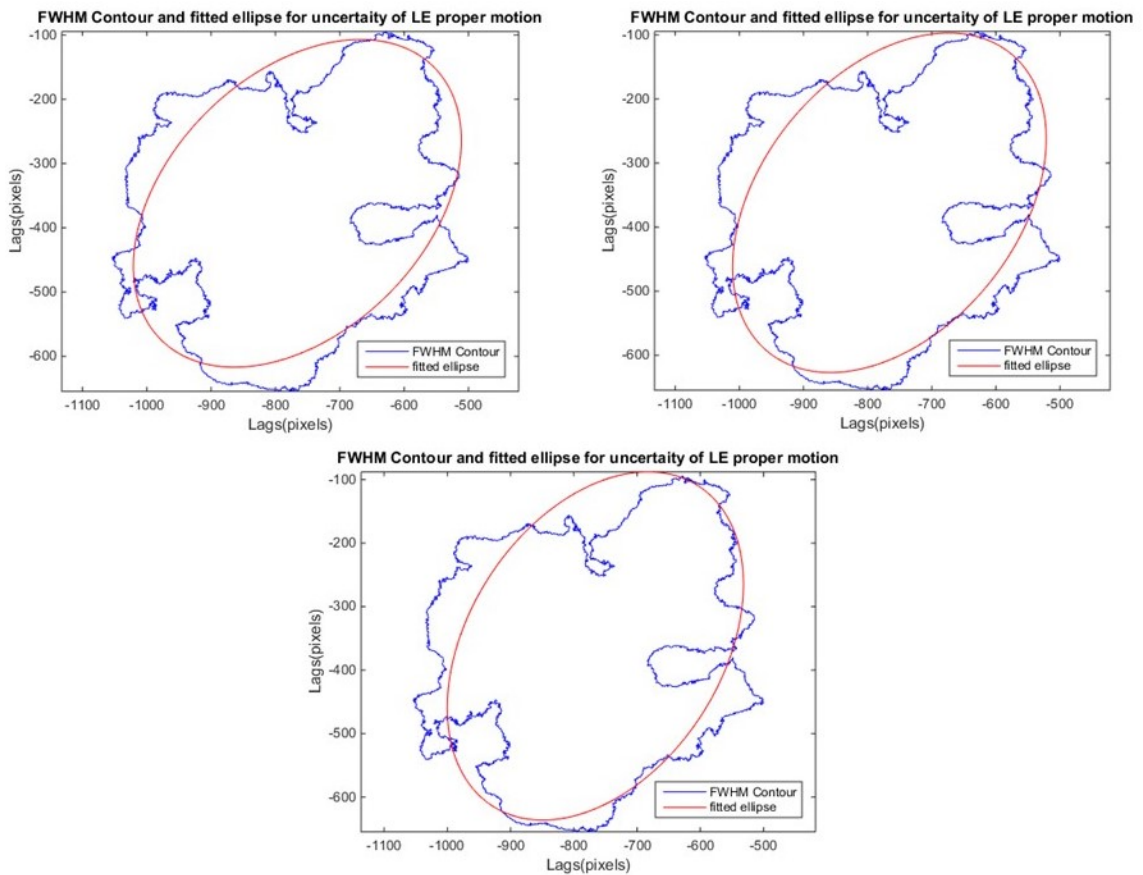 FWHM Contour and fitted ellipse for uncertaity of LE proper motion
-100
-200
-300
-400
-500
-600
Lags(pixels)
FWHM Contour
fitted ellipse
-1100 -1000 -900 -800 -700 -600 -500
Lags(pixels)
FWHM Contour and fitted ellipse for uncertaity of LE proper motion
-100
-200
-300
-400
-500
-600
Lags(pixels)
FWHM Contour
fitted ellipse
-1100 -1000 -900 -800 -700 -600 -500
Lags(pixels)
FWHM Contour and fitted ellipse for uncertaity of LE proper motion
-100
-200
-300
-400
-500
-600
Lags(pixels)
FWHM Contour
fitted ellipse
-1100 -1000 -900 -800 -700 -600 -500
Lags(pixels)